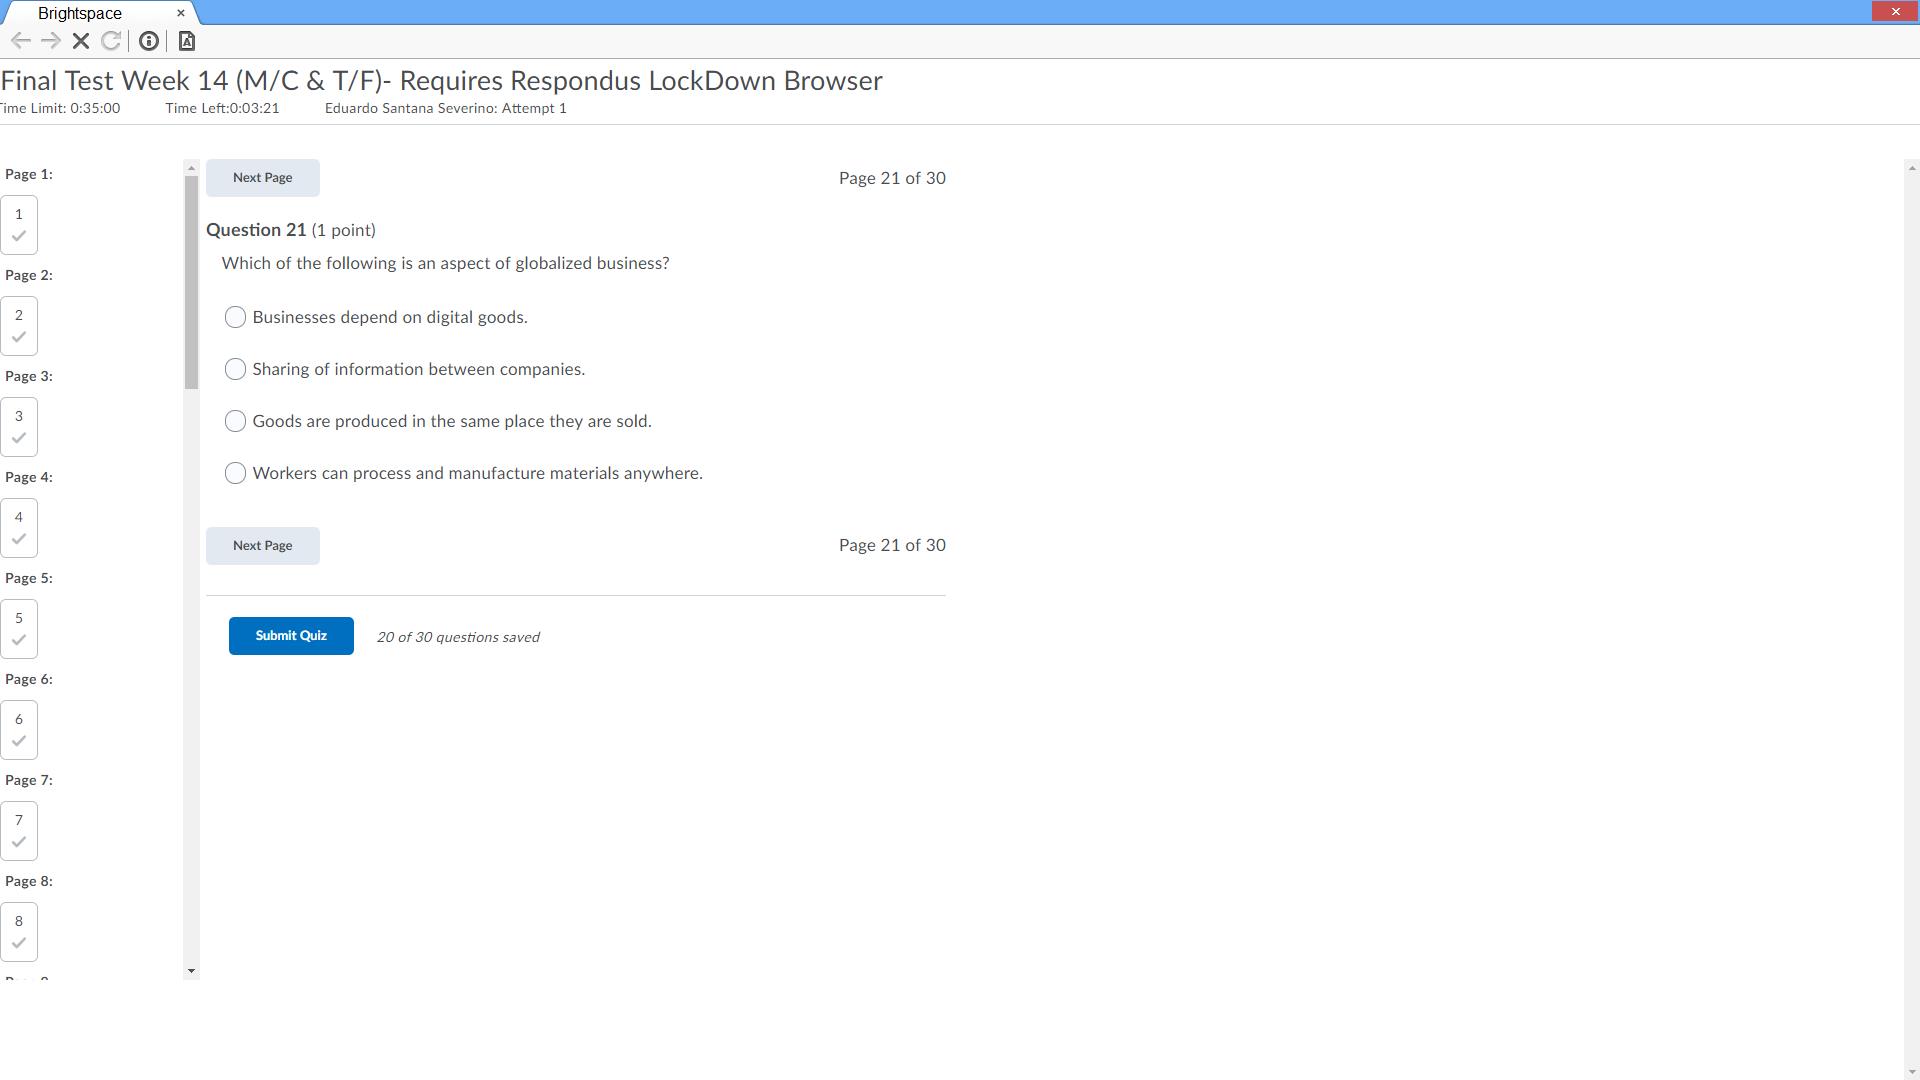 Brightspace
Final Test Week 14 (M/C & T/F)- Requires Respondus LockDown Browser
Time Limit: 0:35:00 Time Left:0:03:21 Eduardo Santana Severino: Attempt 1
Page 1:
1
Page 2:
2
Page 3:
3
Page 4:
4
Page 5:
5
Page 6:
6
Page 7:
7
Page 8:
8
Next Page Page 21 of 30
Question 21 (1 point)
Which of the following is an aspect of globalized business?
Businesses depend on digital goods.
Sharing of information between companies.
Goods are produced in the same place they are sold.
Workers can process and manufacture materials anywhere.
Next Page Page 21 of 30
Submit Quiz 20 of 30 questions saved